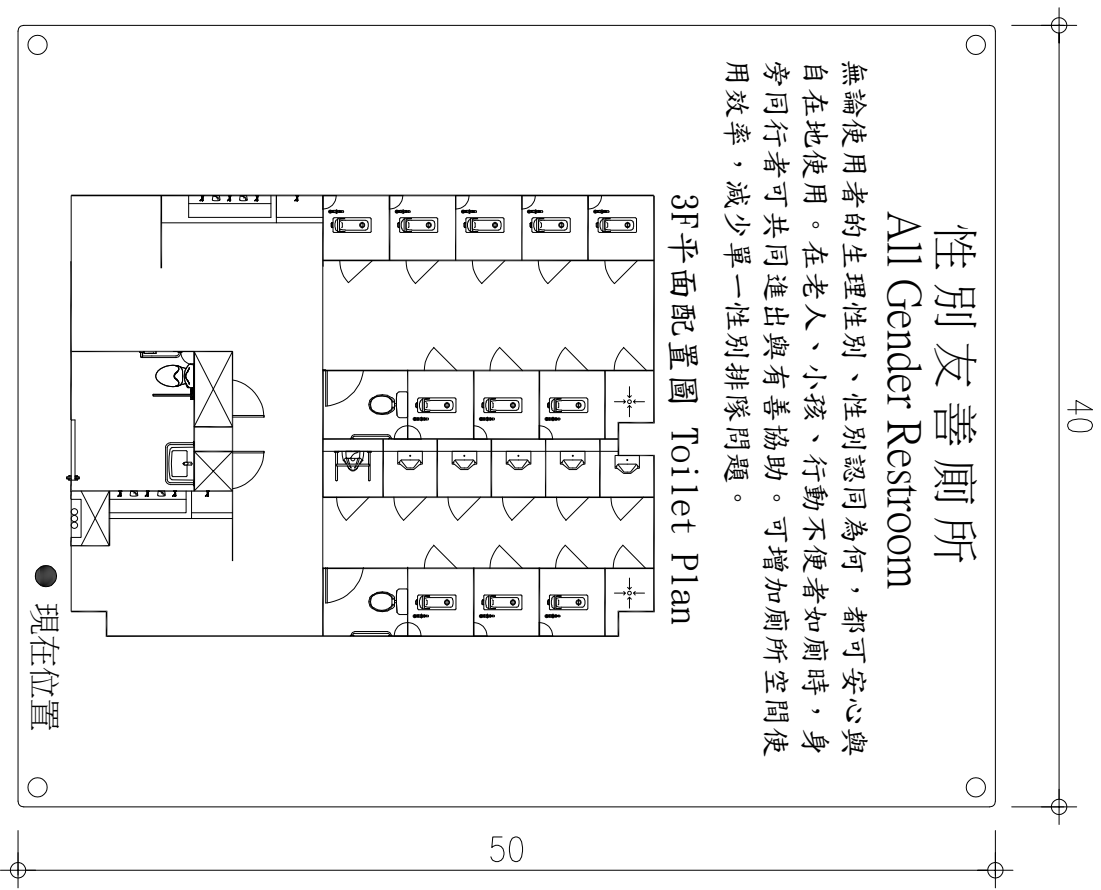 性別友善廁所
All Gender Restroom
無論使用者的生理性別、性別認同為何，都可安心與
自在地使用。在老人、小孩、行動不便者如廁時，身
旁同行者可共同進出與有善協助。可增加廁所空間使
用效率，減少單一性別排隊問題。
3F平面配置圖 Toilet Plan
現在位置
40
50